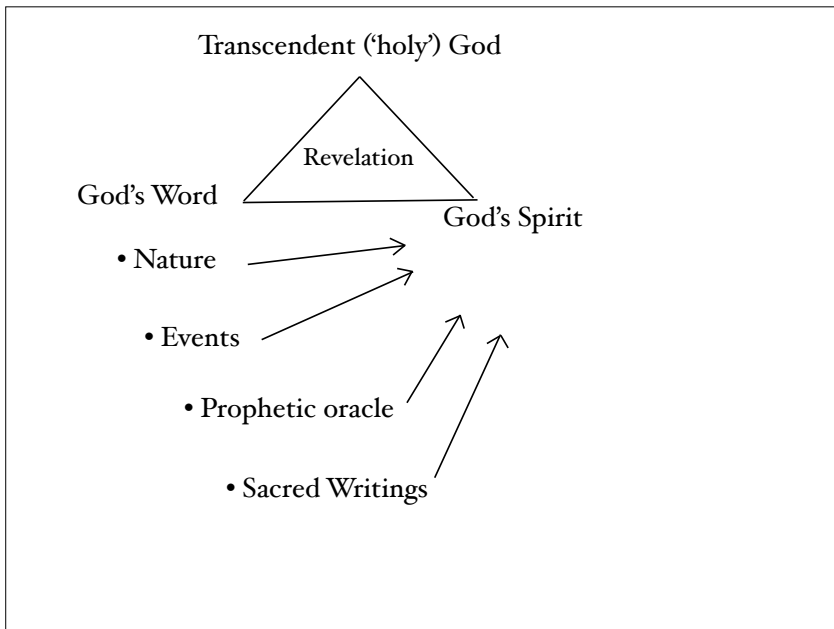 Transcendent (‘holy’) God
Revelation
God’s Word
God’s Spirit
• Nature
• Events
• Prophetic oracle
• Sacred Writings